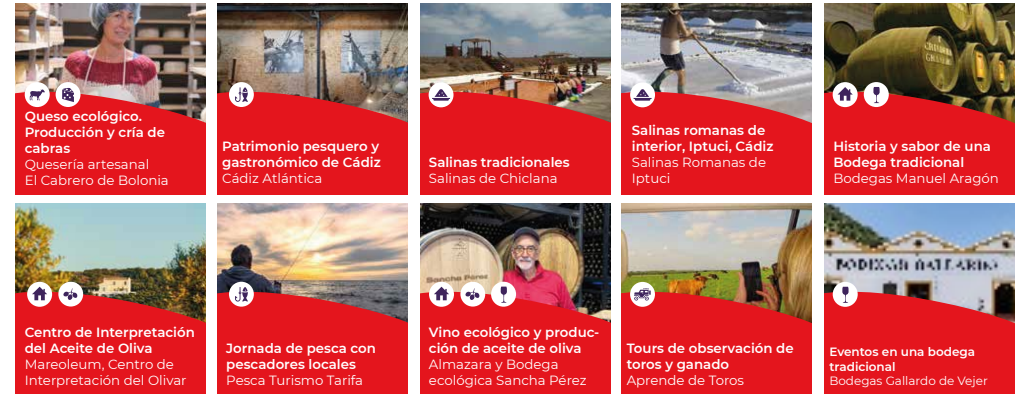 Queso ecológico.
Producción y cría de
cabras
Quesería artesanal
El Cabrero de Bolonia
Patrimonio pesquero y
gastronómico de Cádiz
Cádiz Atlántica
Salinas tradicionales
Salinas de Chiclana
Salinas romanas de
interior, Iptuci, Cádiz
Salinas Romanas de
Iptuci
Historia y sabor de una
Bodega tradicional
Bodegas Manuel Aragón
Centro de Interpretación
del Aceite de Oliva
Mareoleum, Centro de
Interpretación del Olivar
Jornada de pesca con
pescadores locales
Pesca Turismo Tarifa
Sancha Pérez
Vino ecológico y produc-
ción de aceite de oliva
Almazara y Bodega
ecológica Sancha Pérez
Tours de observación de
toros y ganado
Aprende de Toros
Eventos en una bodega
tradicional
Bodegas Gallardo de Vejer